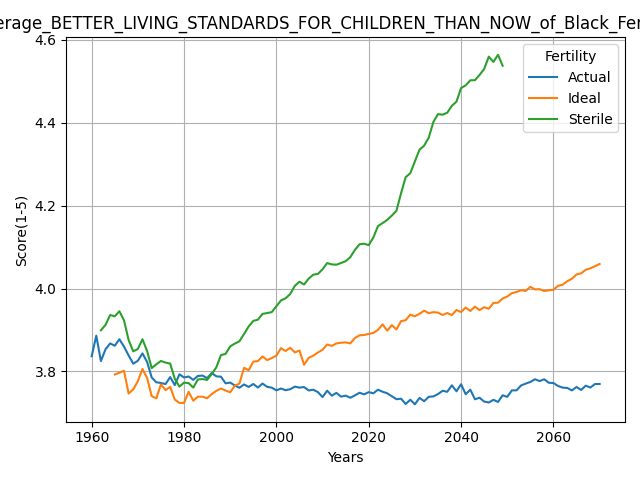 erage_BETTER_LIVING_STANDARDS_FOR_CHILDREN_THAN_NOW_of_Black_Fer
4.6
4.4
4.2
4.0
3.8
Score(1-5)
Fertility
Actual
Ideal
Sterile
1960 1980 2000 2020 2040 2060
Years